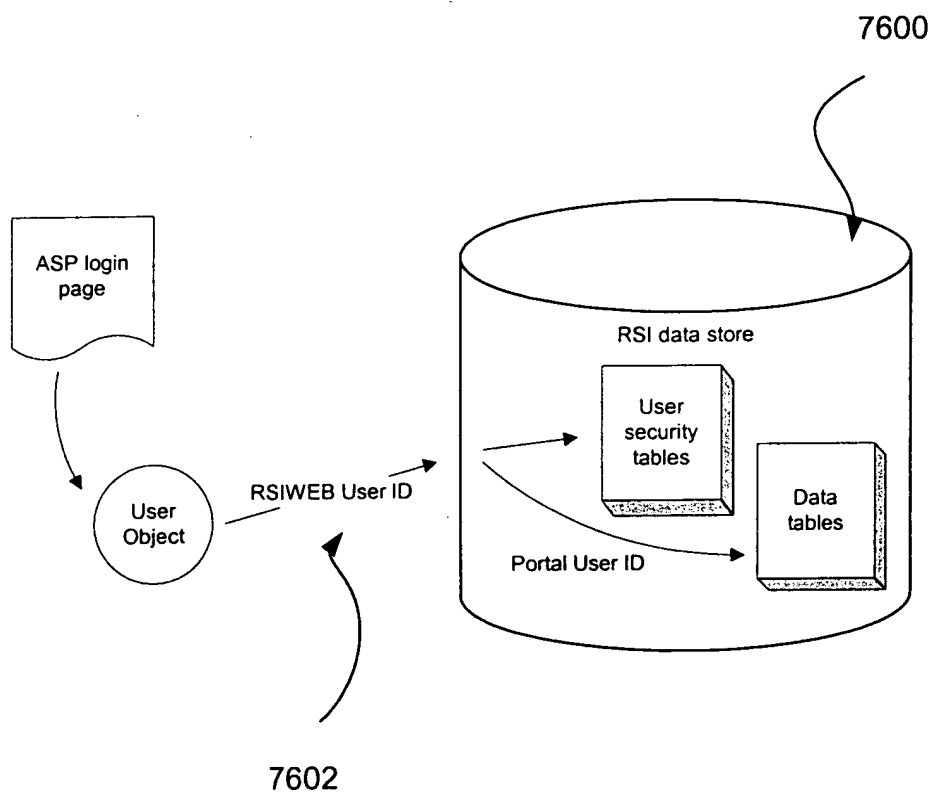 7600
ASP login
page
RSI data store
User
security
tables
RSIWEB User ID
User
Object
Data
tables
Portal User ID
7602